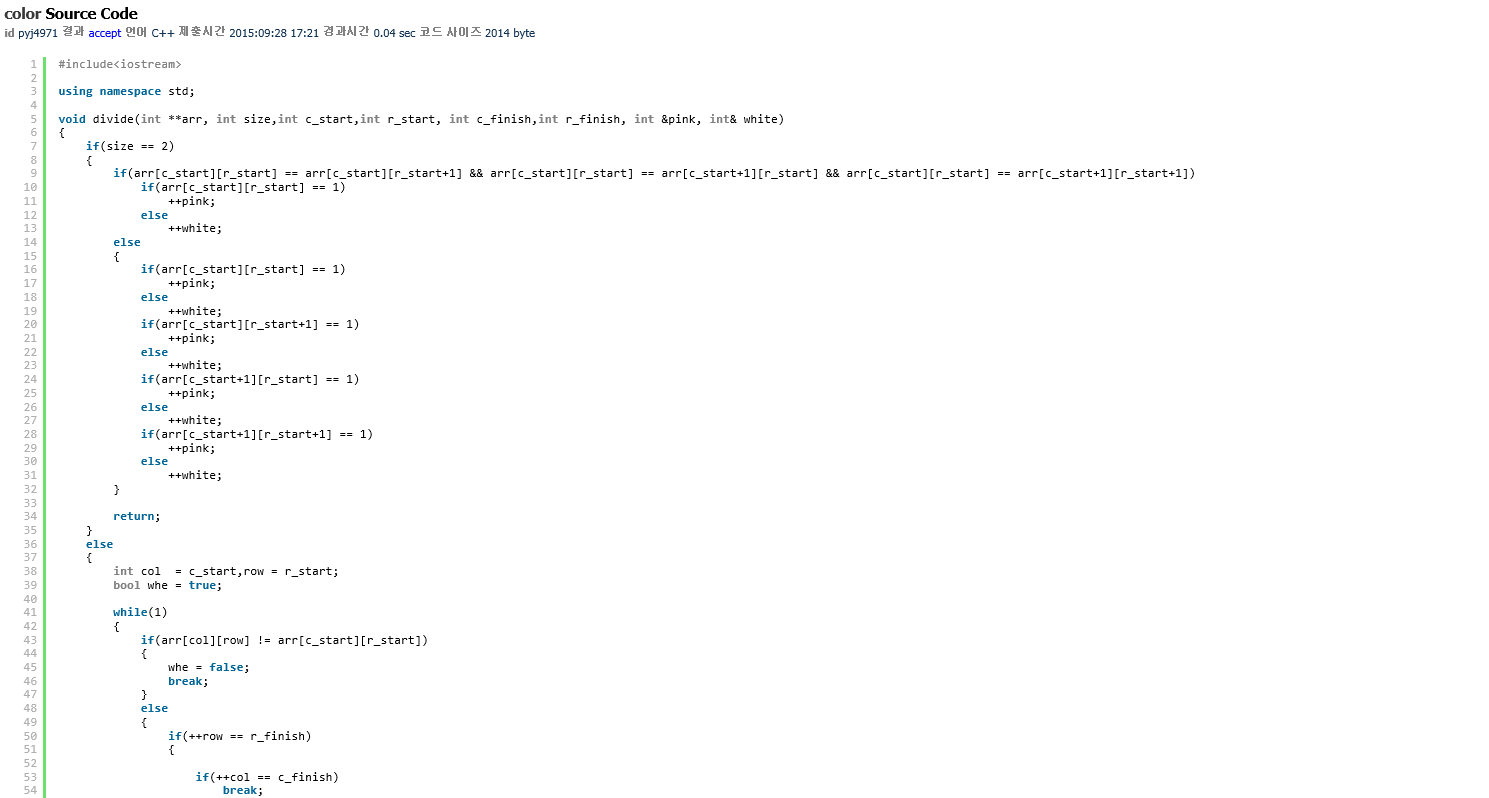 color Source Code
id pyj4971 결과 accept 언어 C++ 제출시간 2015:09:28 17:21 경과시간 0.04 sec 코드 사이즈 2014 byte
1 #include<iostream>
2
3 using namespace std;
4
5 void divide(int **arr, int size,int c_start,int r_start, int c_finish,int r_finish, int &pink, int& white)
6 {
7     if(size == 2)
8     {
9         if(arr[c_start][r_start] == arr[c_start][r_start+1] && arr[c_start][r_start] == arr[c_start+1][r_start] && arr[c_start][r_start] == arr[c_start+1][r_start+1])
10             if(arr[c_start][r_start] == 1)
11                 ++pink;
12             else
13                 ++white;
14         else
15         {
16             if(arr[c_start][r_start] == 1)
17                 ++pink;
18             else
19                 ++white;
20             if(arr[c_start][r_start+1] == 1)
21                 ++pink;
22             else
23                 ++white;
24             if(arr[c_start+1][r_start] == 1)
25                 ++pink;
26             else
27                 ++white;
28             if(arr[c_start+1][r_start+1] == 1)
29                 ++pink;
30             else
31                 ++white;
32         }
33
34         return;
35     }
36     else
37     {
38         int col  = c_start,row = r_start;
39         bool whe = true;
40
41         while(1)
42         {
43             if(arr[col][row] != arr[c_start][r_start])
44             {
45                 whe = false;
46                 break;
47             }
48             else
49             {
50                 if(++row == r_finish)
51                 {
52
53                     if(++col == c_finish)
54                         break;